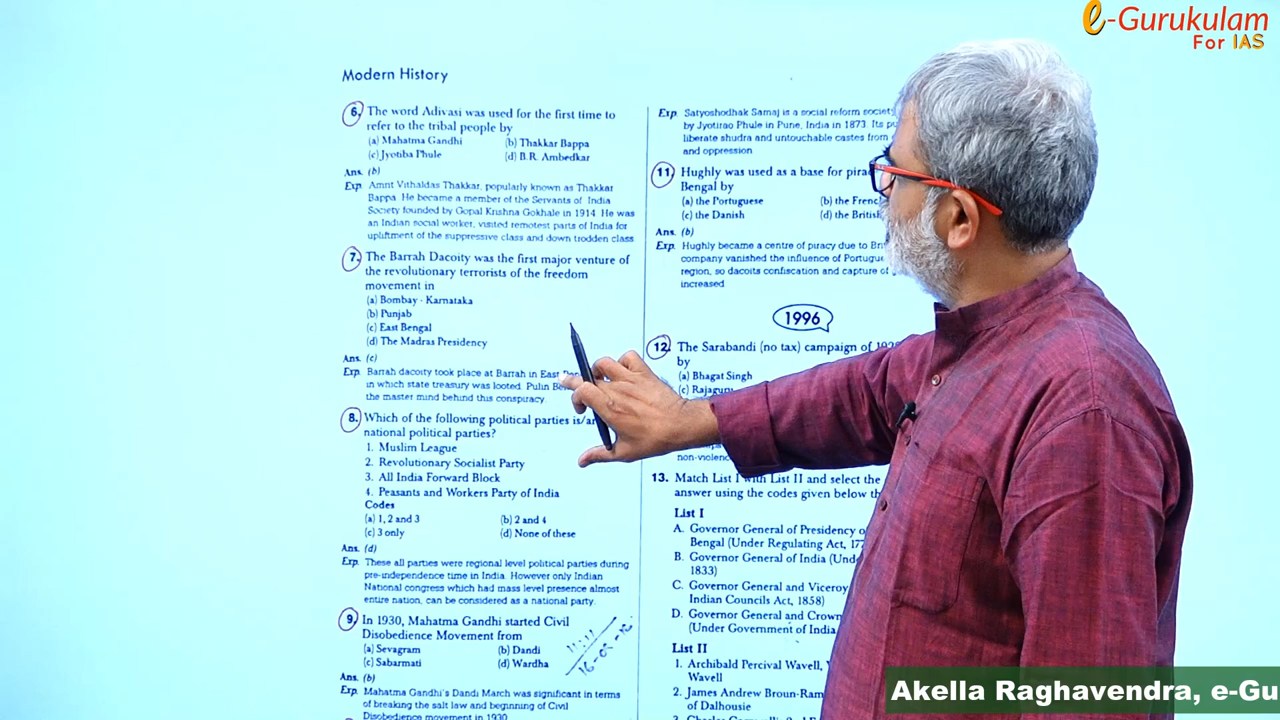 e-Gurukulam
For IAS
Modern History
6. The word Adivasi was used for the first time to
refer to the tribal people by
(a) Mahatma Gandhi (b) Thakkar Bappa
(c) Jyotiba Phule (d) B.R. Ambedkar
Ans. (b)
Exp. Amrit Vithaldas Thakkar, popularly known as Thakkar
Bappa. He became a member of the Servants of India
Society founded by Gopal Krishna Gokhale in 1914. He was
an Indian social worker, visited remotest parts of India for
upliftment of the suppressive class and down trodden class
7. The Barrah Dacoity was the first major venture of
the revolutionary terrorists of the freedom
movement in
(a) Bombay - Karnataka
(b) Punjab
(c) East Bengal
(d) The Madras Presidency
Ans. (c)
Exp. Barrah dacoity took place at Barrah in East
in which state treasury was looted. Pulin
the master mind behind this conspiracy.
8. Which of the following political parties is/
national political parties?
1. Muslim League
2. Revolutionary Socialist Party
3. All India Forward Block
4. Peasants and Workers Party of India
Codes
(a) 1, 2 and 3 (b) 2 and 4
(c) 3 only (d) None of these
Ans. (d)
Exp. These all parties were regional level political parties during
pre-independence time in India. However only Indian
National congress which had mass level presence almost
entire nation, can be considered as a national party.
9. In 1930, Mahatma Gandhi started Civil
Disobedience Movement from
(a) Sevagram (b) Dandi
(c) Sabarmati (d) Wardha
Ans. (b)
Exp. Mahatma Gandhi's Dandi March was significant in terms
of breaking the salt law and beginning of Civil
Disobedience movement in 1930.
Exp. Satyoshodhak Samaj is a social reform society
by Jyotirao Phule in Pune, India in 1873. Its
liberate shudra and untouchable castes from
and oppression
11. Hughly was used as a base for
Bengal by
(a) the Portuguese (b) the
(c) the Danish (d) the British
Ans. (b)
Exp. Hughly became a centre of piracy due to
company vanished the influence of
region, so dacoits confiscation and capture of
increased
1996
12. The Sarabandi (no tax) campaign of
by
(a) Bhagat Singh
(c) Rajaguru
13. Match List I with List II and select the
answer using the codes given below
List I
A. Governor General of Presidency
Bengal (Under Regulating Act,
B. Governor General of India
1833)
C. Governor General and Viceroy
Indian Councils Act, 1858)
D. Governor General and Crown
(Under Government of India
List II
1. Archibald Percival Wavell,
Wavell
2. James Andrew
of Dalhousie
Akella Raghavendra, e-Gu